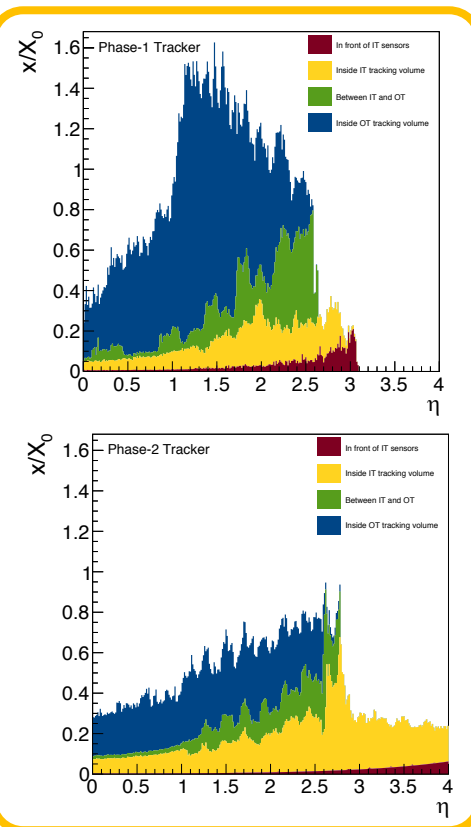 Phase-1 Tracker
x/X0
1.6
1.4
1.2
1
0.8
0.6
0.4
0.2
0
In front of IT sensors
Inside IT tracking volume
Between IT and OT
Inside OT tracking volume
0 0.5 1 1.5 2 2.5 3 3.5 4
η
Phase-2 Tracker
x/X0
1.6
1.4
1.2
1
0.8
0.6
0.4
0.2
0
In front of IT sensors
Inside IT tracking volume
Between IT and OT
Inside OT tracking volume
0 0.5 1 1.5 2 2.5 3 3.5 4
η